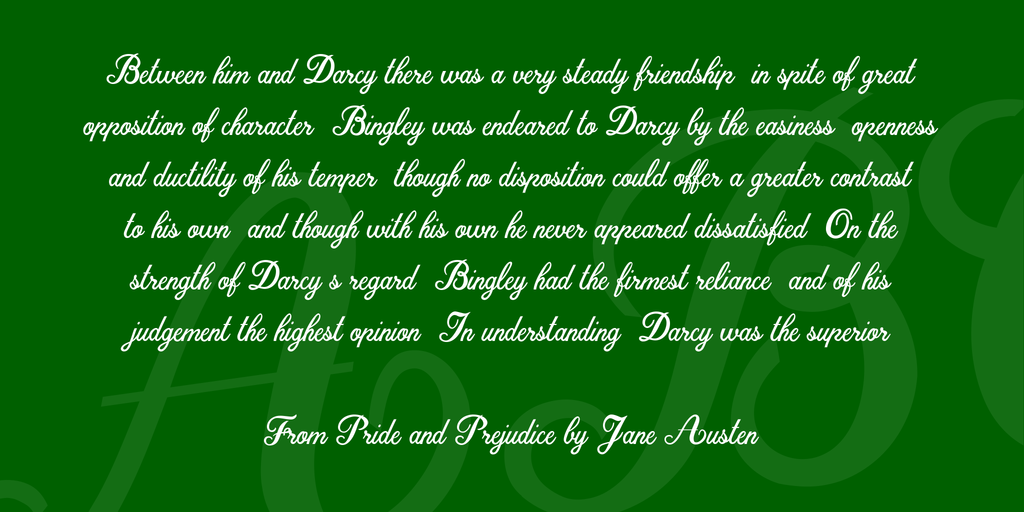 Between him and Darcy there was a very steady friendship in spite of great
opposition of character Bingley was endeared to Darcy by the easiness openness
and ductility of his temper though no disposition could offer a greater contrast
to his own and though with his own he never appeared dissatisfied On the
strength of Darcy s regard Bingley had the firmest reliance and of his
judgement the highest opinion In understanding Darcy was the superior
From Pride and Prejudice by Jane Austen